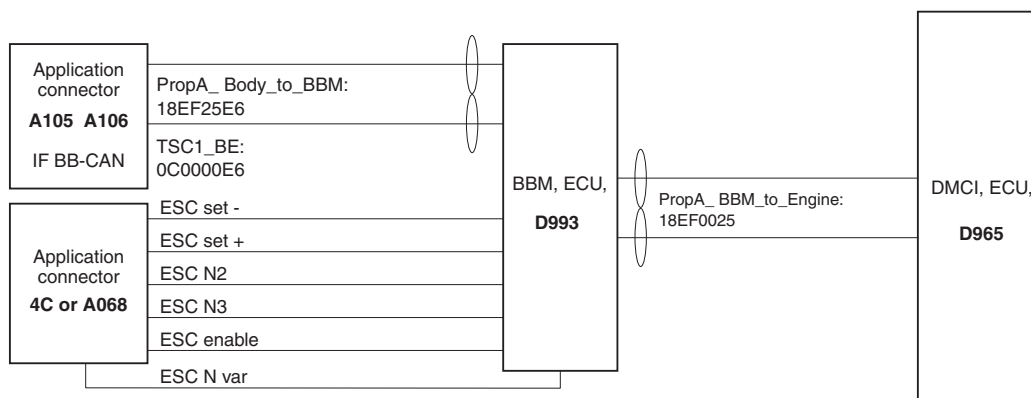 Application
connector
A105 A106
IF BB-CAN
PropA_ Body_to_BBM:
18EF25E6
TSC1_BE:
0C0000E6
Application
connector
4C or A068
ESC set -
ESC set +
ESC N2
ESC N3
ESC enable
ESC N var
BBM, ECU,
D993
PropA_ BBM_to_Engine:
18EF0025
DMCI, ECU,
D965